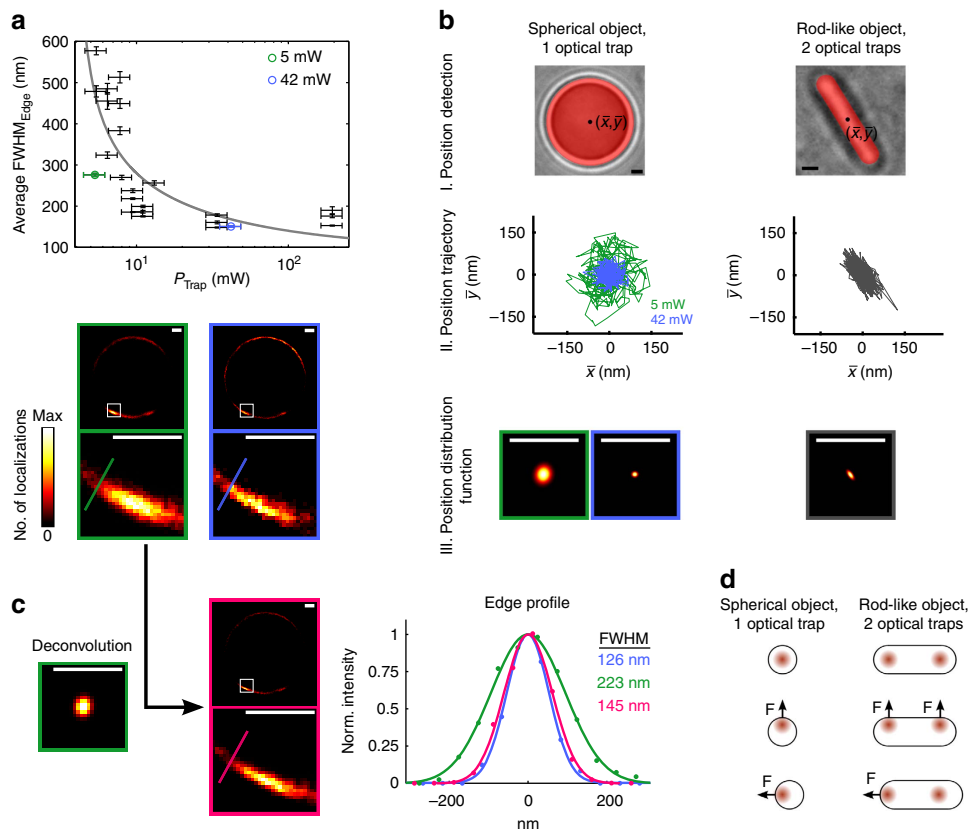 a
600
500
400
300
200
100
Average FWHM_Edge (nm)
5 mW
42 mW
10^1
10^2
P_Trap (mW)
No. of localizations
Max
0
b
Spherical object,
1 optical trap
Rod-like object,
2 optical traps
I. Position detection
(x̅,y̅)
(x̅,y̅)
II. Position trajectory
y̅ (nm)
150
0
−150
5 mW
42 mW
−150 0 150
x̅ (nm)
y̅ (nm)
150
0
−150
−150 0 150
x̅ (nm)
III. Position distribution
function
c
Deconvolution
Edge profile
Norm. intensity
1
0.75
0.5
0.25
0
FWHM
126 nm
223 nm
145 nm
−200 0 200
nm
d
Spherical object,
1 optical trap
Rod-like object,
2 optical traps
F
F F
F
F